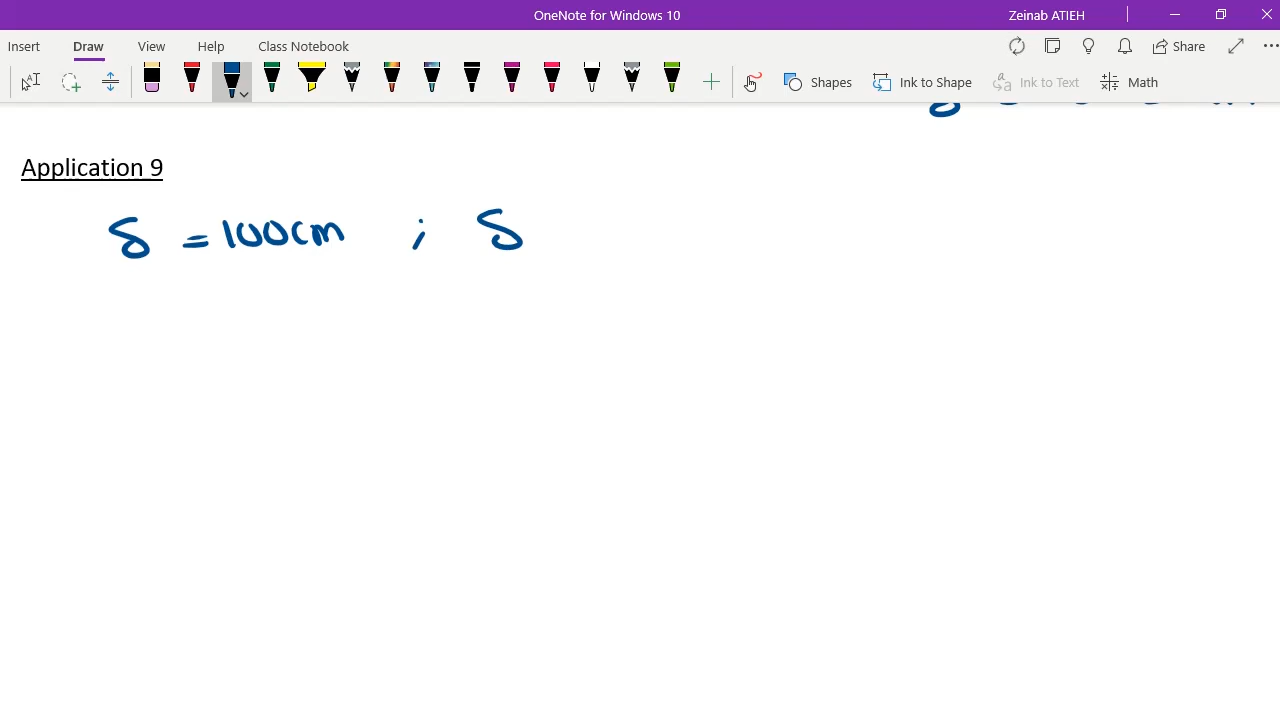 OneNote for Windows 10 Zeinab ATIEH
Insert Draw View Help Class Notebook Share
Shapes Ink to Shape Ink to Text Math
Application 9
δ = 100cm ; δ